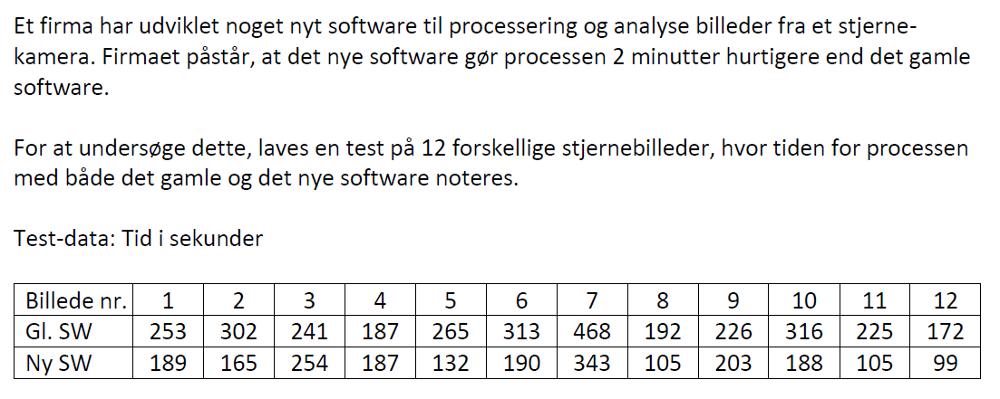 Et firma har udviklet noget nyt software til processering og analyse billeder fra et stjerne-
kamera. Firmaet påstår, at det nye software gør processen 2 minutter hurtigere end det gamle
software.
For at undersøge dette, laves en test på 12 forskellige stjernebilleder, hvor tiden for processen
med både det gamle og det nye software noteres.
Test-data: Tid i sekunder
Billede nr. 1 2 3 4 5 6 7 8 9 10 11 12
Gl. SW 253 302 241 187 265 313 468 192 226 316 225 172
Ny SW 189 165 254 187 132 190 343 105 203 188 105 99